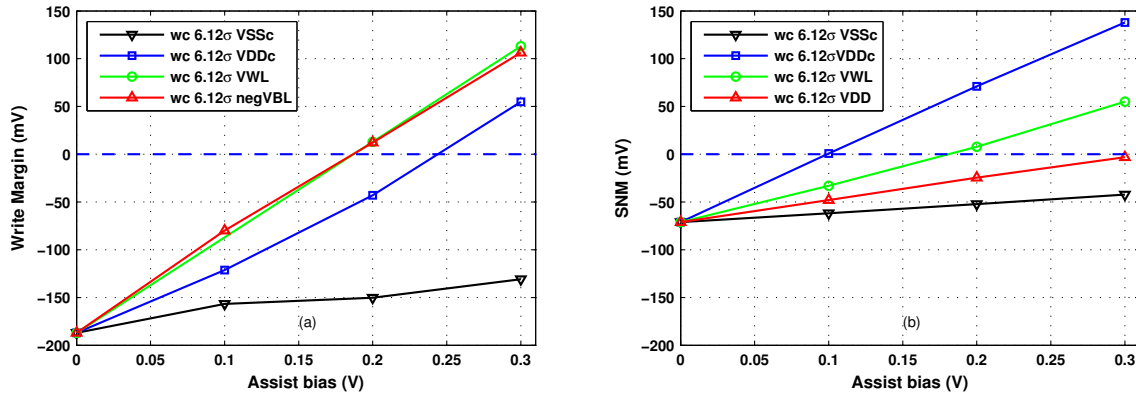 150
100
50
0
−50
−100
−150
−200
0
0.05
0.1
0.15
0.2
0.25
0.3
Write Margin (mV)
Assist bias (V)
wc 6.12σ VSSc
wc 6.12σ VDDc
wc 6.12σ VWL
wc 6.12σ negVBL
(a)
150
100
50
0
−50
−100
−150
−200
0
0.05
0.1
0.15
0.2
0.25
0.3
SNM (mV)
Assist bias (V)
wc 6.12σ VSSc
wc 6.12σVDDc
wc 6.12σ VWL
wc 6.12σ VDD
(b)